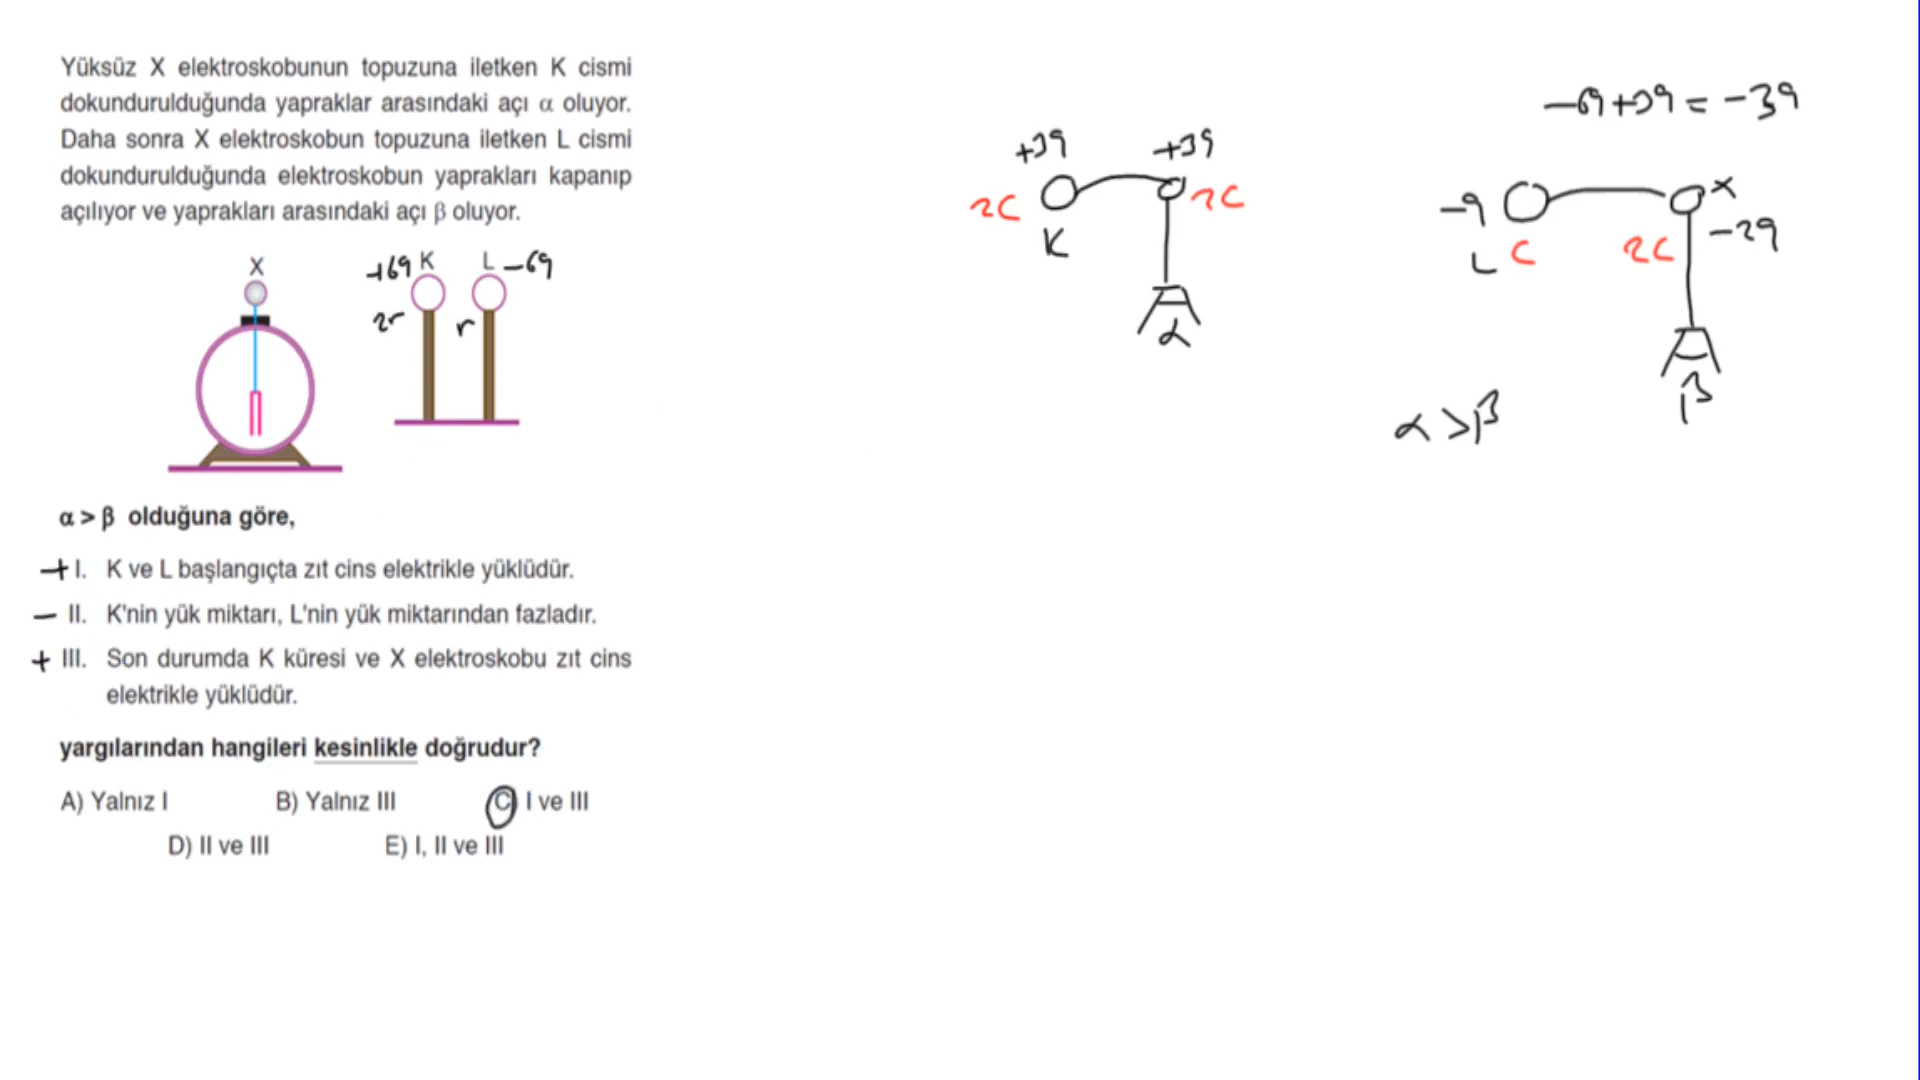 Yüksüz X elektroskobunun topuzuna iletken K cismi
dokundurulduğunda yapraklar arasındaki açı α oluyor.
Daha sonra X elektroskobun topuzuna iletken L cismi
dokundurulduğunda elektroskobun yaprakları kapanıp
açılıyor ve yaprakları arasındaki açı β oluyor.
X
+6q K
L -6q
2r
r
α > β olduğuna göre,
+ I. K ve L başlangıçta zıt cins elektrikle yüklüdür.
- II. K'nin yük miktarı, L'nin yük miktarından fazladır.
+ III. Son durumda K küresi ve X elektroskobu zıt cins
elektrikle yüklüdür.
yargılarından hangileri kesinlikle doğrudur?
A) Yalnız I B) Yalnız III C) I ve III
D) II ve III E) I, II ve III
+3q +3q
2C 2C
K
α
-6q+3q = -3q
X
-q -2q
L C 2C
β
α > β